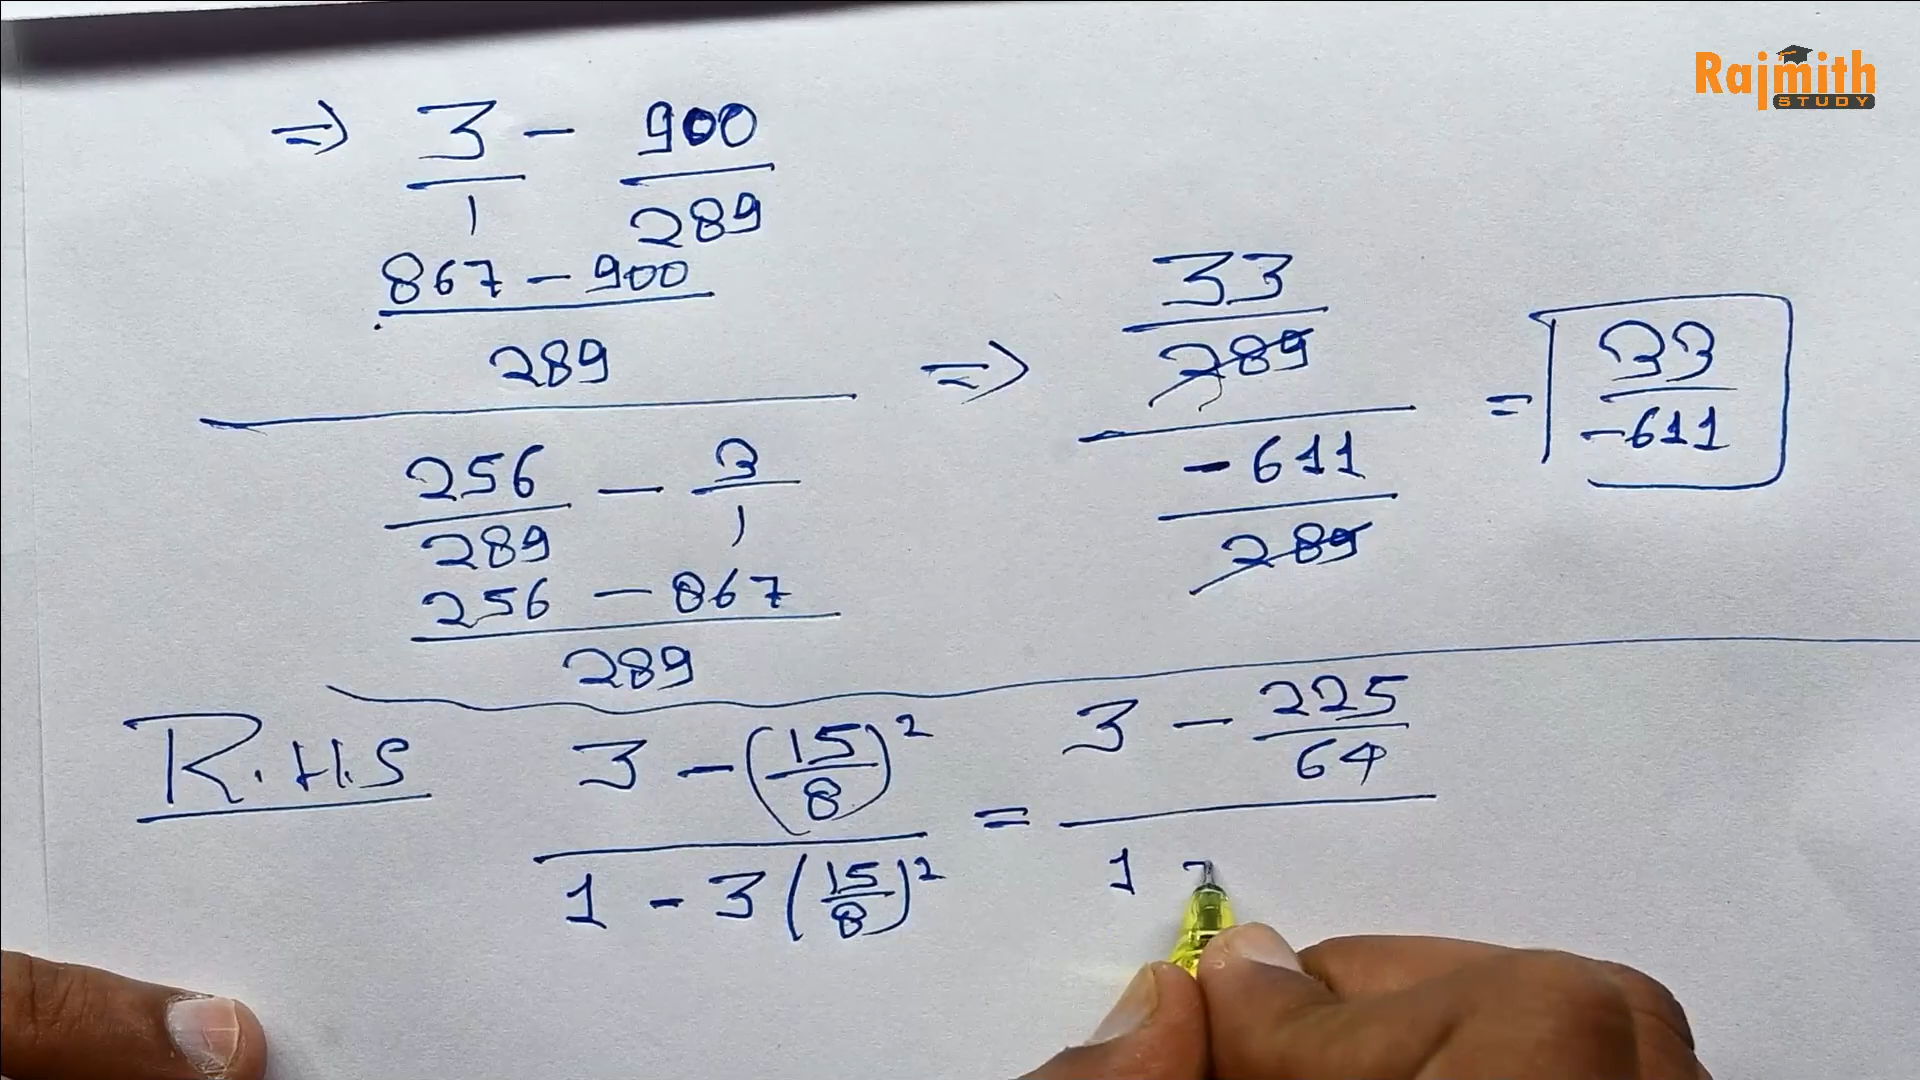 Rajmith
STUDY
⇒ 3/1 - 900/289
867 - 900
289
256/289 - 3/1
256 - 867
289
⇒ 33/289
-611/289
= 33/-611
R.H.S
3 - (15/8)²
1 - 3(15/8)²
= 3 - 225/64
1 -